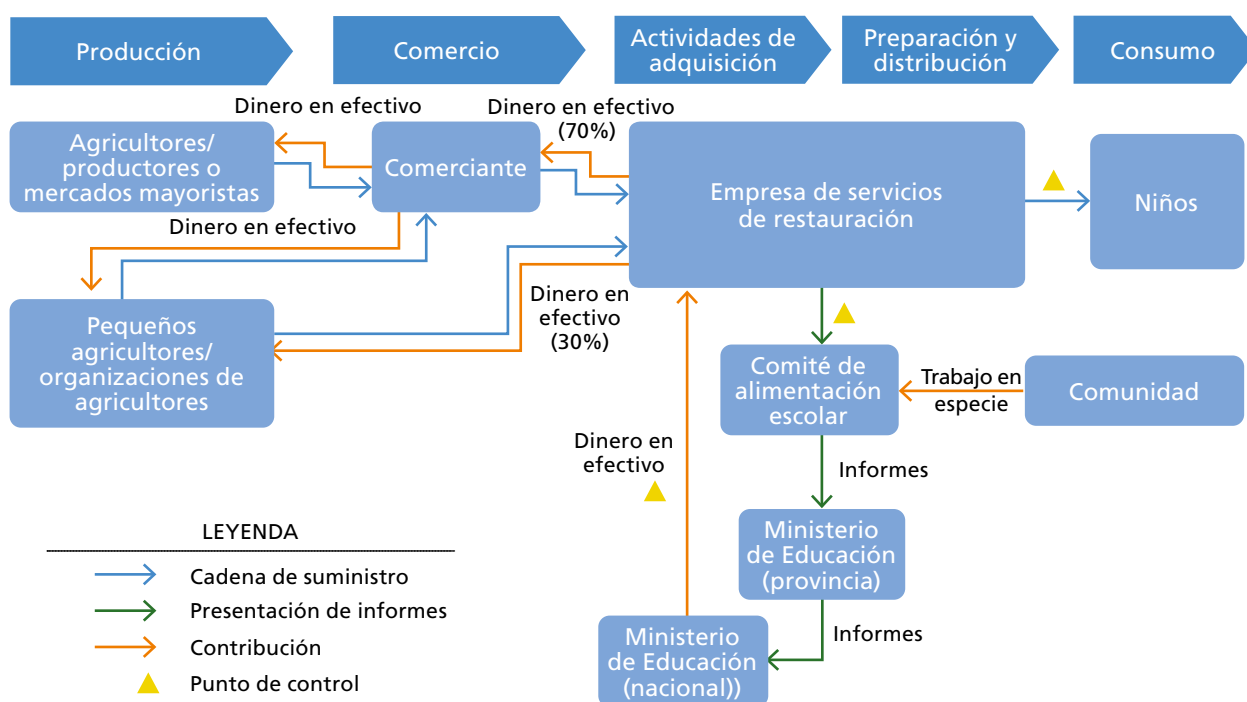 Producción
Comercio
Actividades de
adquisición
Preparación y
distribución
Consumo
Dinero en efectivo
Dinero en efectivo
(70%)
Agricultores/
productores o
mercados mayoristas
Comerciante
Empresa de servicios
de restauración
Niños
Dinero en efectivo
Pequeños
agricultores/
organizaciones de
agricultores
Dinero en
efectivo
(30%)
Comité de
alimentación
escolar
Trabajo en
especie
Comunidad
Dinero en
efectivo
Informes
Ministerio
de Educación
(provincia)
Informes
Ministerio
de Educación
(nacional))
LEYENDA
Cadena de suministro
Presentación de informes
Contribución
Punto de control